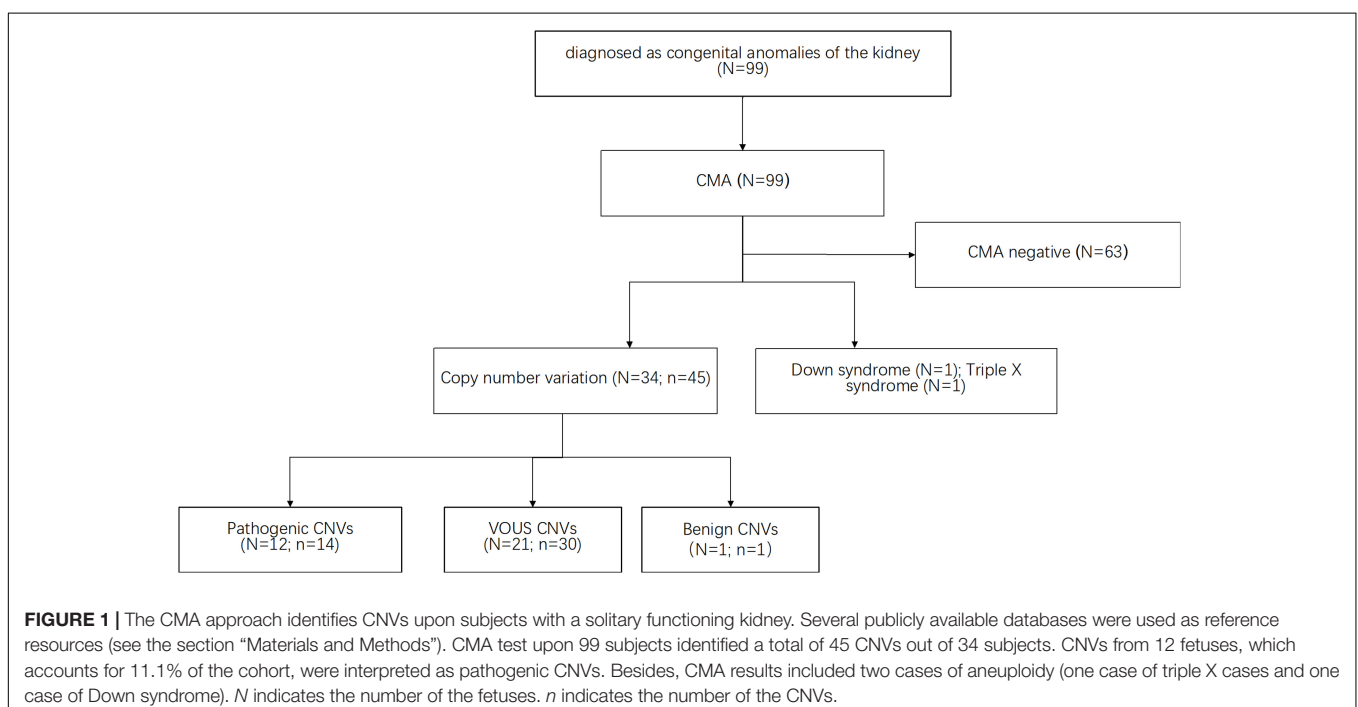 diagnosed as congenital anomalies of the kidney
(N=99)
CMA (N=99)
CMA negative (N=63)
Copy number variation (N=34; n=45)
Down syndrome (N=1); Triple X
syndrome (N=1)
Pathogenic CNVs
(N=12; n=14)
VOUS CNVs
(N=21; n=30)
Benign CNVs
(N=1; n=1)
FIGURE 1 | The CMA approach identifies CNVs upon subjects with a solitary functioning kidney. Several publicly available databases were used as reference
resources (see the section “Materials and Methods”). CMA test upon 99 subjects identified a total of 45 CNVs out of 34 subjects. CNVs from 12 fetuses, which
accounts for 11.1% of the cohort, were interpreted as pathogenic CNVs. Besides, CMA results included two cases of aneuploidy (one case of triple X cases and one
case of Down syndrome). N indicates the number of the fetuses. n indicates the number of the CNVs.